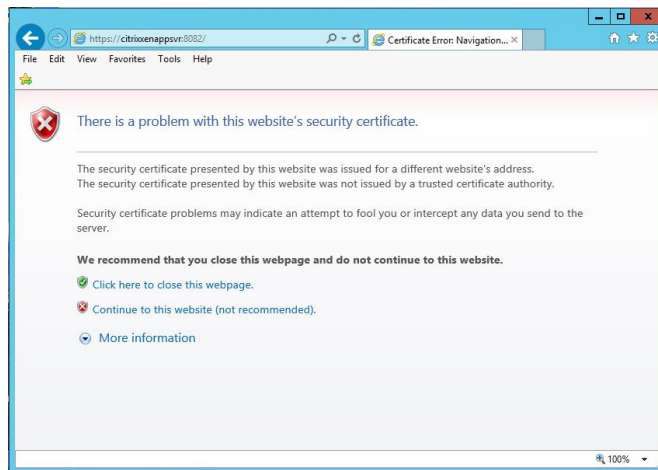 https://citrixxenappsvr:8082/
Certificate Error: Navigation...
File Edit View Favorites Tools Help
There is a problem with this website's security certificate.
The security certificate presented by this website was issued for a different website's address.
The security certificate presented by this website was not issued by a trusted certificate authority.
Security certificate problems may indicate an attempt to fool you or intercept any data you send to the
server.
We recommend that you close this webpage and do not continue to this website.
Click here to close this webpage.
Continue to this website (not recommended).
More information
100%